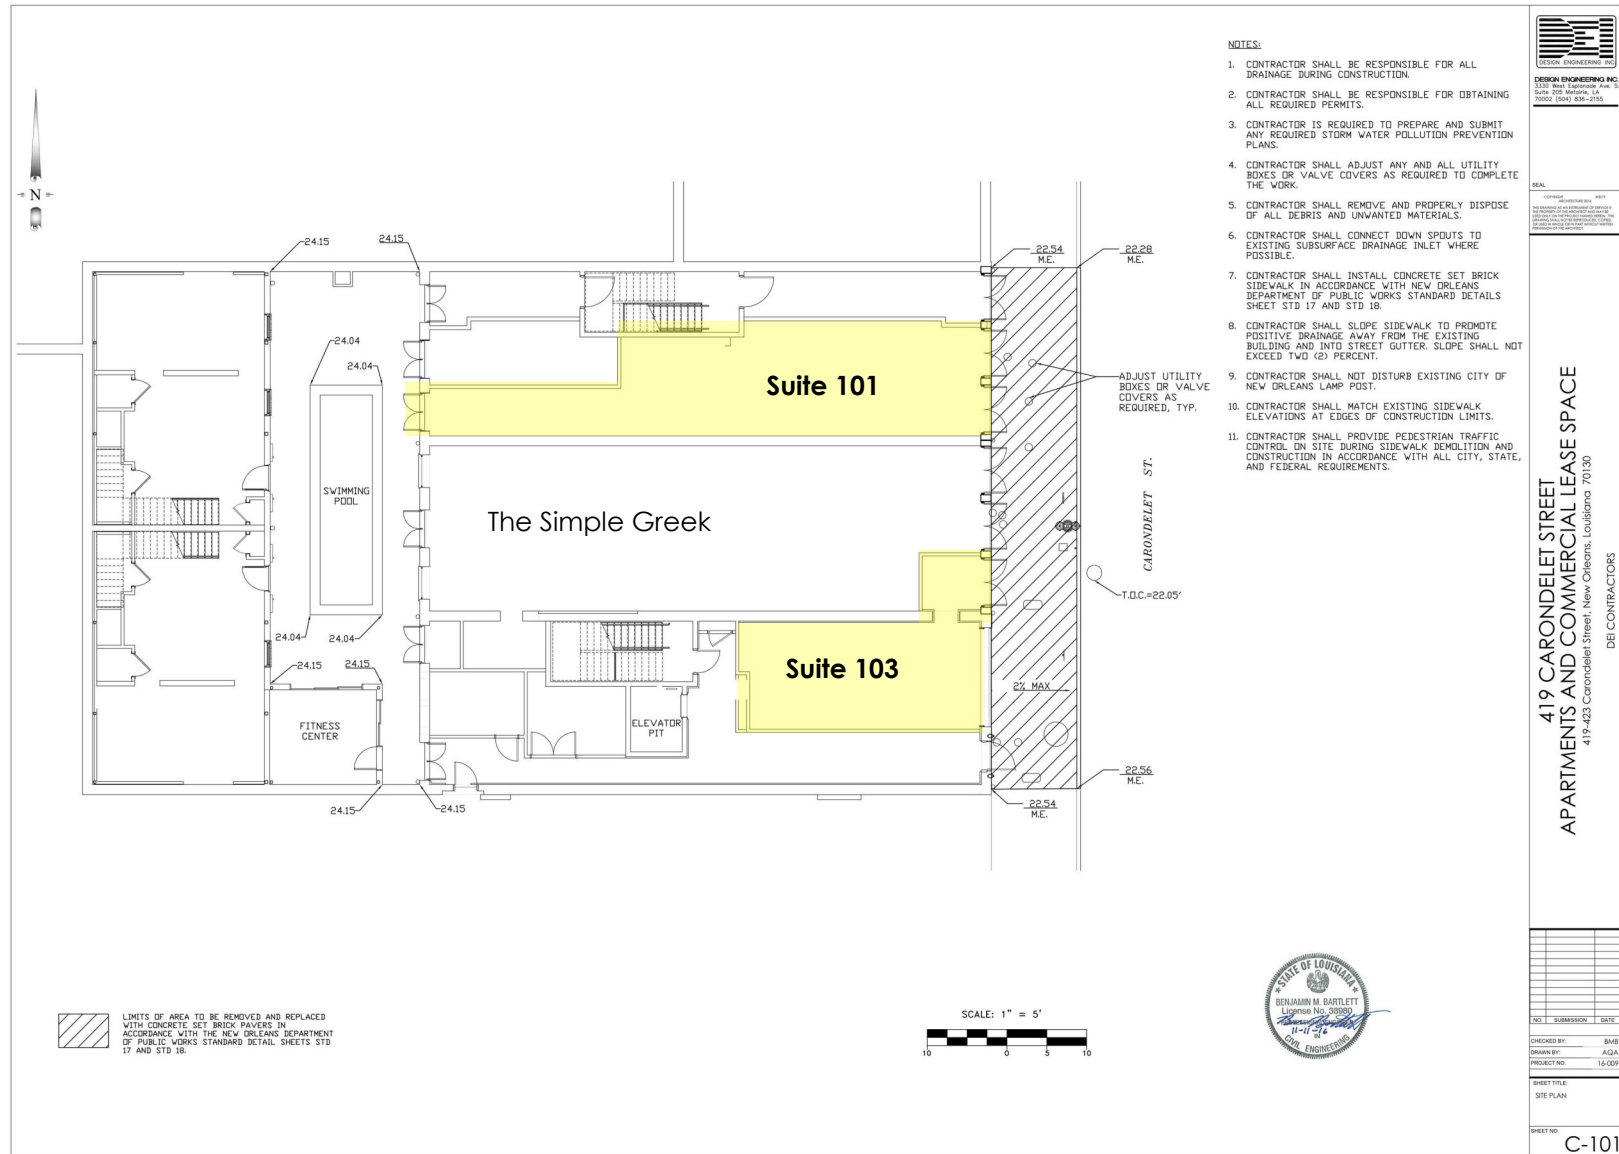 NOTES:
1. CONTRACTOR SHALL BE RESPONSIBLE FOR ALL
DRAINAGE DURING CONSTRUCTION.
2. CONTRACTOR SHALL BE RESPONSIBLE FOR OBTAINING
ALL REQUIRED PERMITS.
3. CONTRACTOR IS REQUIRED TO PREPARE AND SUBMIT
ANY REQUIRED STORM WATER POLLUTION PREVENTION
PLANS.
4. CONTRACTOR SHALL ADJUST ANY AND ALL UTILITY
BOXES OR VALVE COVERS AS REQUIRED TO COMPLETE
THE WORK.
5. CONTRACTOR SHALL REMOVE AND PROPERLY DISPOSE
OF ALL DEBRIS AND UNWANTED MATERIALS.
6. CONTRACTOR SHALL CONNECT DOWN SPOUTS TO
EXISTING SUBSURFACE DRAINAGE INLET WHERE
POSSIBLE.
7. CONTRACTOR SHALL INSTALL CONCRETE SET BRICK
SIDEWALK IN ACCORDANCE WITH NEW ORLEANS
DEPARTMENT OF PUBLIC WORKS STANDARD DETAILS
SHEET STD 17 AND STD 18.
8. CONTRACTOR SHALL SLOPE SIDEWALK TO PROMOTE
POSITIVE DRAINAGE AWAY FROM THE EXISTING
BUILDING AND INTO STREET GUTTER. SLOPE SHALL NOT
EXCEED TWO (2) PERCENT.
9. CONTRACTOR SHALL NOT DISTURB EXISTING CITY OF
NEW ORLEANS LAMP POST.
10. CONTRACTOR SHALL MATCH EXISTING SIDEWALK
ELEVATIONS AT EDGES OF CONSTRUCTION LIMITS.
11. CONTRACTOR SHALL PROVIDE PEDESTRIAN TRAFFIC
CONTROL ON SITE DURING SIDEWALK DEMOLITION AND
CONSTRUCTION IN ACCORDANCE WITH ALL CITY, STATE,
AND FEDERAL REQUIREMENTS.
N
24.15
24.15
22.54
M.E.
22.28
M.E.
24.04
24.04
Suite 101
ADJUST UTILITY
BOXES OR VALVE
COVERS AS
REQUIRED, TYP.
SWIMMING
POOL
The Simple Greek
CARONDELET ST.
T.O.C.=22.05'
24.04
24.04
24.15
24.15
Suite 103
2% MAX
FITNESS
CENTER
ELEVATOR
PIT
24.15
24.15
22.56
M.E.
22.54
M.E.
LIMITS OF AREA TO BE REMOVED AND REPLACED
WITH CONCRETE SET BRICK PAVERS IN
ACCORDANCE WITH THE NEW ORLEANS DEPARTMENT
OF PUBLIC WORKS STANDARD DETAIL SHEETS STD
17 AND STD 18.
SCALE: 1" = 5'
10 0 5 10
STATE OF LOUISIANA
BENJAMIN M. BARTLETT
License No. 38980
11-11-16
IN
CIVIL ENGINEERING
DEI
DESIGN ENGINEERING INC.
DESIGN ENGINEERING INC.
3330 West Esplanade Ave. S.
Suite 205 Metairie, LA
70002 (504) 836-2155
SEAL
419 CARONDELET STREET
APARTMENTS AND COMMERCIAL LEASE SPACE
419-423 Carondelet Street, New Orleans, Louisiana 70130
DEI CONTRACTORS
NO. SUBMISSION DATE
CHECKED BY: BMB
DRAWN BY: AQA
PROJECT NO: 16-009
SHEET TITLE:
SITE PLAN
SHEET NO.
C-101